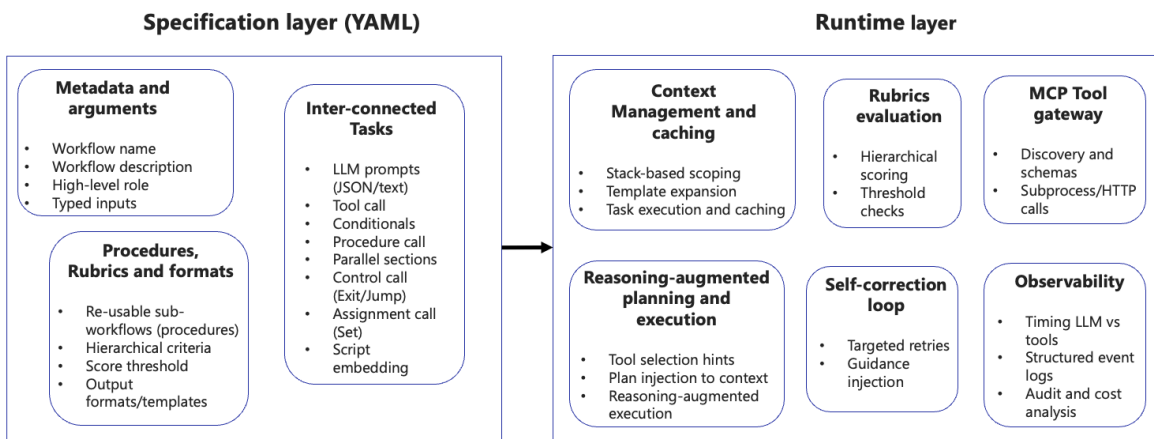 Specification layer (YAML)
Metadata and
arguments
• Workflow name
• Workflow description
• High-level role
• Typed inputs
Procedures,
Rubrics and formats
• Re-usable sub-
workflows (procedures)
• Hierarchical criteria
• Score threshold
• Output
formats/templates
Inter-connected
Tasks
• LLM prompts
(JSON/text)
• Tool call
• Conditionals
• Procedure call
• Parallel sections
• Control call
(Exit/Jump)
• Assignment call
(Set)
• Script
embedding
Runtime layer
Context
Management and
caching
• Stack-based scoping
• Template expansion
• Task execution and caching
Rubrics
evaluation
• Hierarchical
scoring
• Threshold
checks
MCP Tool
gateway
• Discovery and
schemas
• Subprocess/HTTP
calls
Reasoning-augmented
planning and
execution
• Tool selection hints
• Plan injection to context
• Reasoning-augmented
execution
Self-correction
loop
• Targeted retries
• Guidance
injection
Observability
• Timing LLM vs
tools
• Structured event
logs
• Audit and cost
analysis